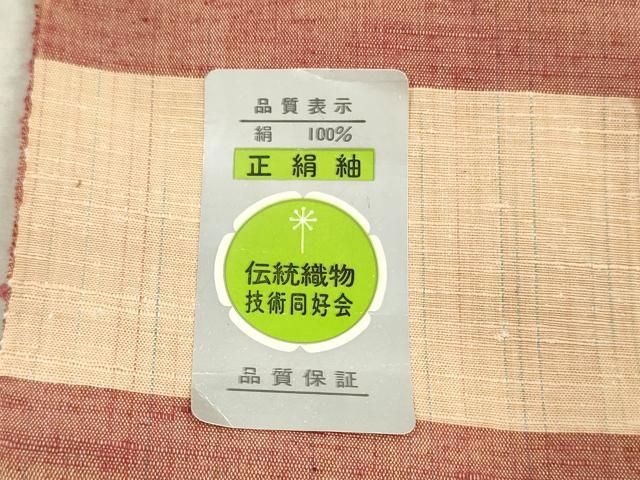 品質表示
絹 100%
正絹紬
伝統織物
技術同好会
品質保証